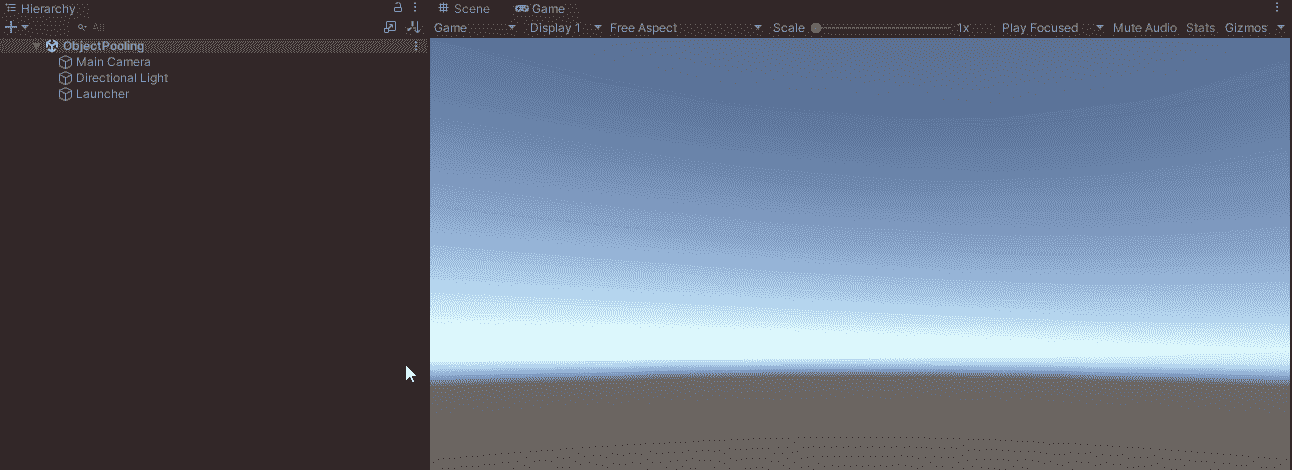 Hierarchy
All
ObjectPooling
Main Camera
Directional Light
Launcher
Scene Game
Game Display 1 Free Aspect Scale 1x Play Focused Mute Audio Stats Gizmos